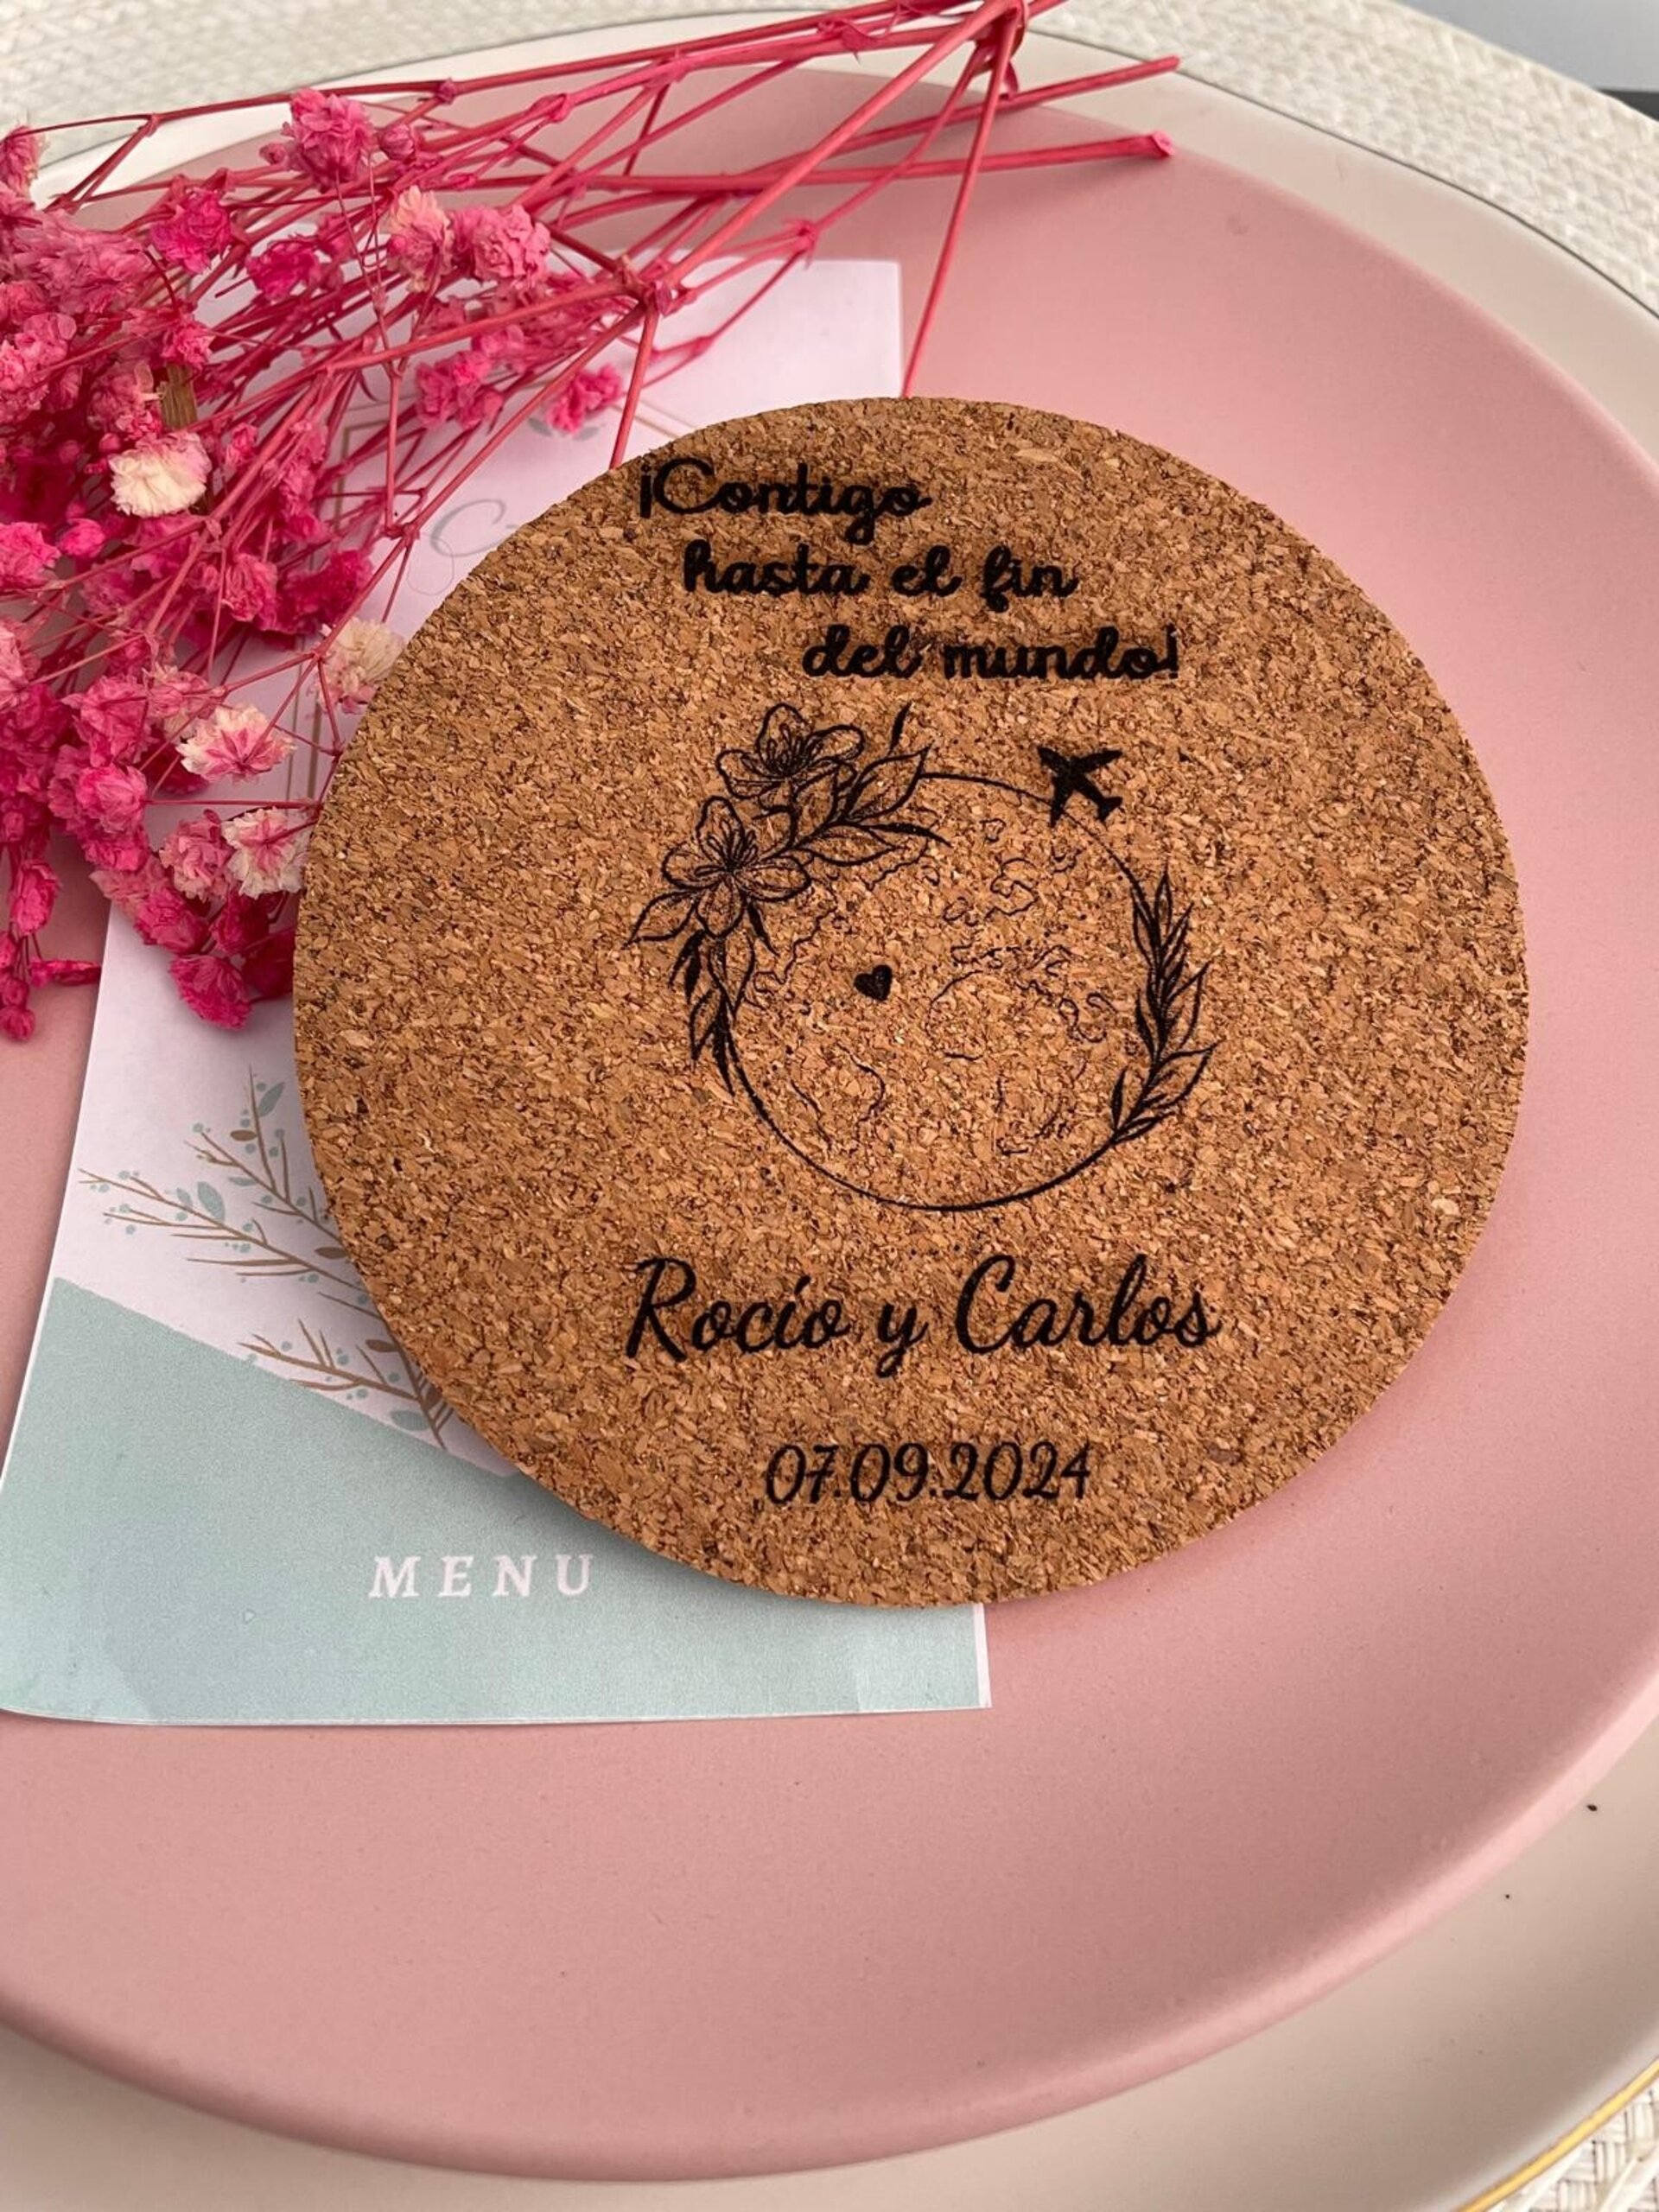 ¡Contigo
hasta el fin
del mundo!
Rocío y Carlos
07.09.2024
MENU